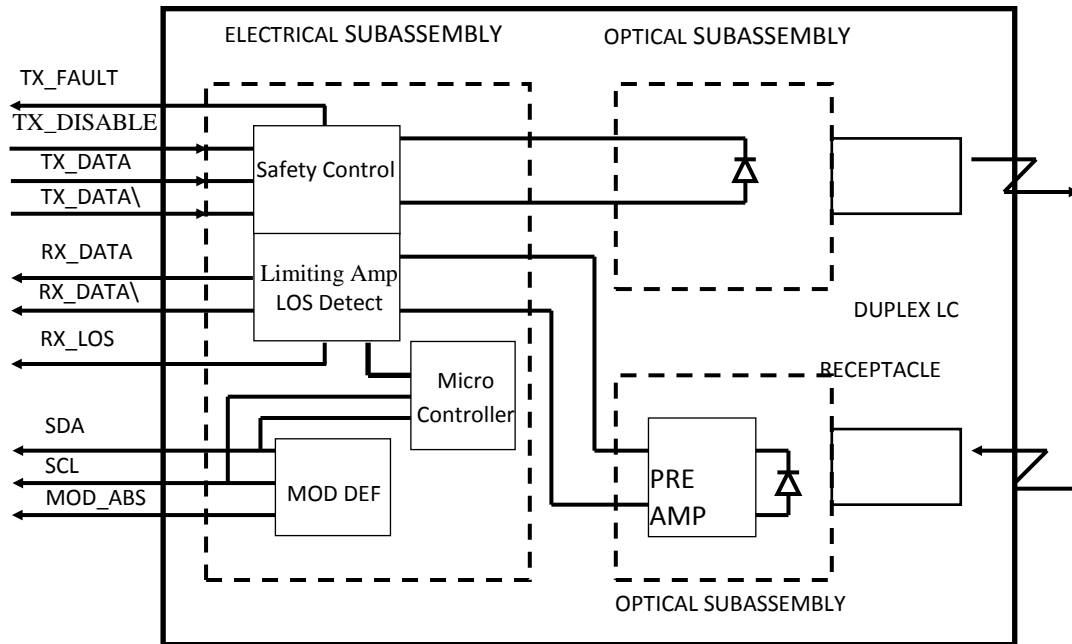 ELECTRICAL SUBASSEMBLY
OPTICAL SUBASSEMBLY
TX_FAULT
TX_DISABLE
TX_DATA
TX_DATA\
Safety Control
RX_DATA
RX_DATA\
RX_LOS
Limiting Amp
LOS Detect
DUPLEX LC
RECEPTACLE
Micro
Controller
SDA
SCL
MOD_ABS
MOD DEF
PRE
AMP
OPTICAL SUBASSEMBLY